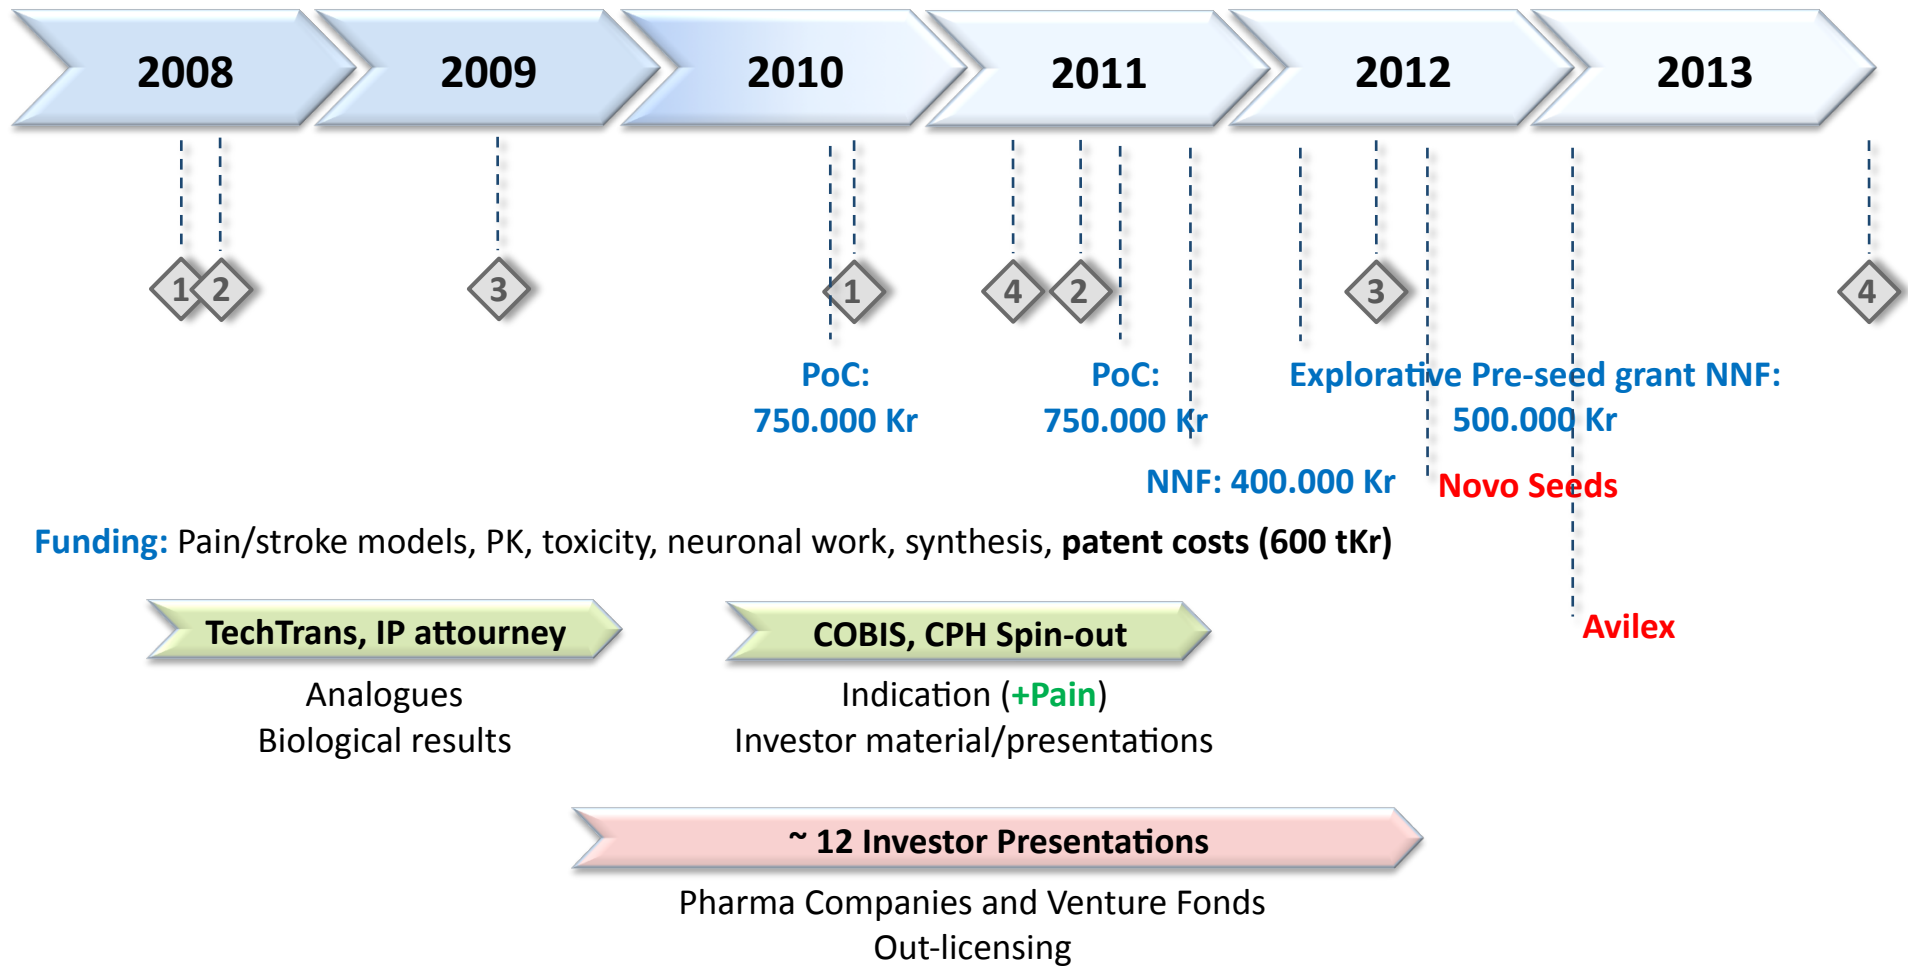 2008
2009
2010
2011
2012
2013
1
2
3
1
4
2
3
4
PoC:
750.000 Kr
PoC:
750.000 Kr
Explorative Pre-seed grant NNF:
500.000 Kr
NNF: 400.000 Kr
Novo Seeds
Funding: Pain/stroke models, PK, toxicity, neuronal work, synthesis, patent costs (600 tKr)
TechTrans, IP attourney
COBIS, CPH Spin-out
Avilex
Analogues
Biological results
Indication (+Pain)
Investor material/presentations
~ 12 Investor Presentations
Pharma Companies and Venture Fonds
Out-licensing